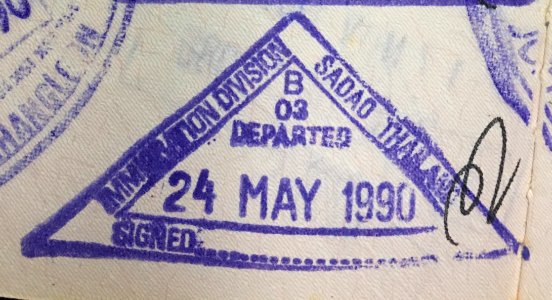 IMMIGRATION DIVISION
SADAO THAILAND
B
03
DEPARTED
24 MAY 1990
SIGNED